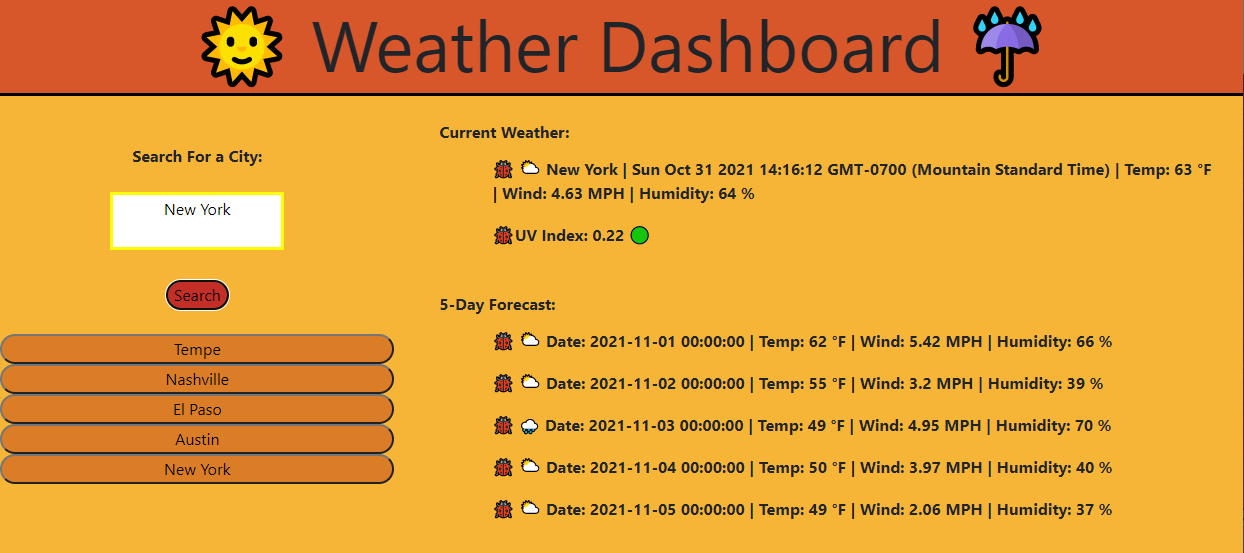 Weather Dashboard
Search For a City:
New York
Search
Tempe
Nashville
El Paso
Austin
New York
Current Weather:
New York | Sun Oct 31 2021 14:16:12 GMT-0700 (Mountain Standard Time) | Temp: 63 °F
| Wind: 4.63 MPH | Humidity: 64 %
UV Index: 0.22
5-Day Forecast:
Date: 2021-11-01 00:00:00 | Temp: 62 °F | Wind: 5.42 MPH | Humidity: 66 %
Date: 2021-11-02 00:00:00 | Temp: 55 °F | Wind: 3.2 MPH | Humidity: 39 %
Date: 2021-11-03 00:00:00 | Temp: 49 °F | Wind: 4.95 MPH | Humidity: 70 %
Date: 2021-11-04 00:00:00 | Temp: 50 °F | Wind: 3.97 MPH | Humidity: 40 %
Date: 2021-11-05 00:00:00 | Temp: 49 °F | Wind: 2.06 MPH | Humidity: 37 %